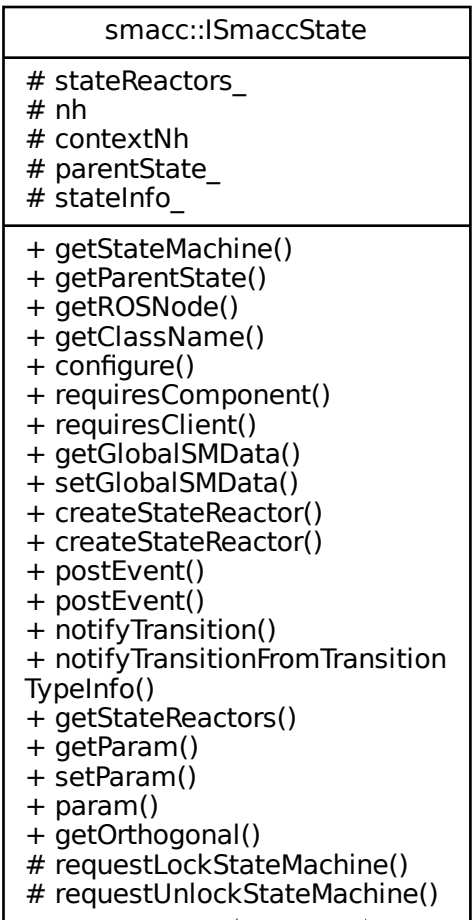 smacc::ISmaccState
# stateReactors_
# nh
# contextNh
# parentState_
# stateInfo_
+ getStateMachine()
+ getParentState()
+ getROSNode()
+ getClassName()
+ configure()
+ requiresComponent()
+ requiresClient()
+ getGlobalSMData()
+ setGlobalSMData()
+ createStateReactor()
+ createStateReactor()
+ postEvent()
+ postEvent()
+ notifyTransition()
+ notifyTransitionFromTransition
TypeInfo()
+ getStateReactors()
+ getParam()
+ setParam()
+ param()
+ getOrthogonal()
# requestLockStateMachine()
# requestUnlockStateMachine()